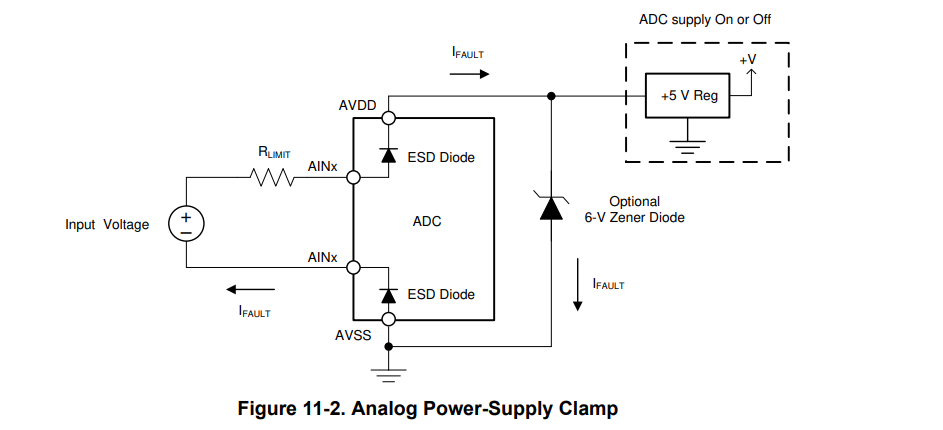 ADC supply On or Off
IFAULT
+V
AVDD
+5 V Reg
RLIMIT
AINx
ESD Diode
Optional
6-V Zener Diode
Input Voltage
+
−
ADC
AINx
ESD Diode
IFAULT
IFAULT
AVSS
Figure 11-2. Analog Power-Supply Clamp